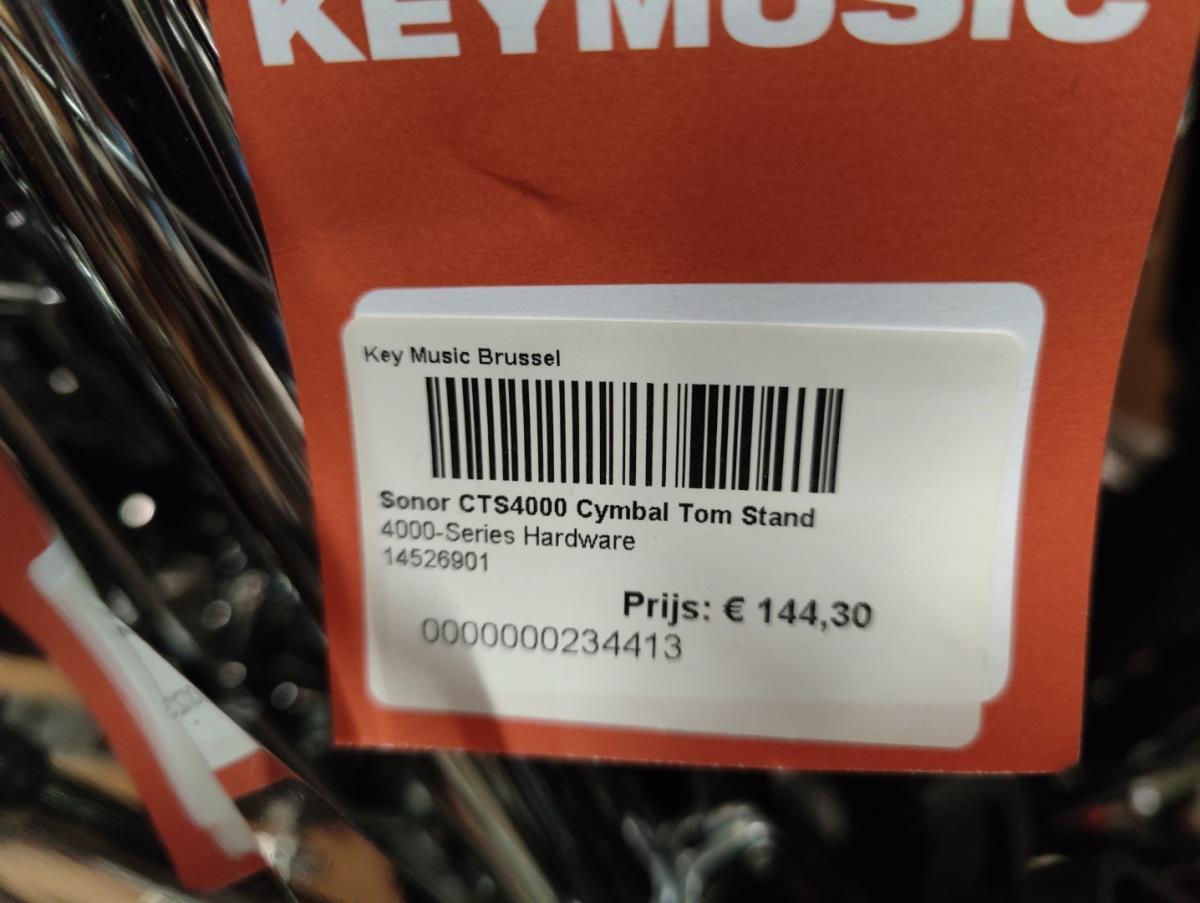 KEYMUSIC
Key Music Brussel
Sonor CTS4000 Cymbal Tom Stand
4000-Series Hardware
14526901
Prijs: € 144,30
0000000234413